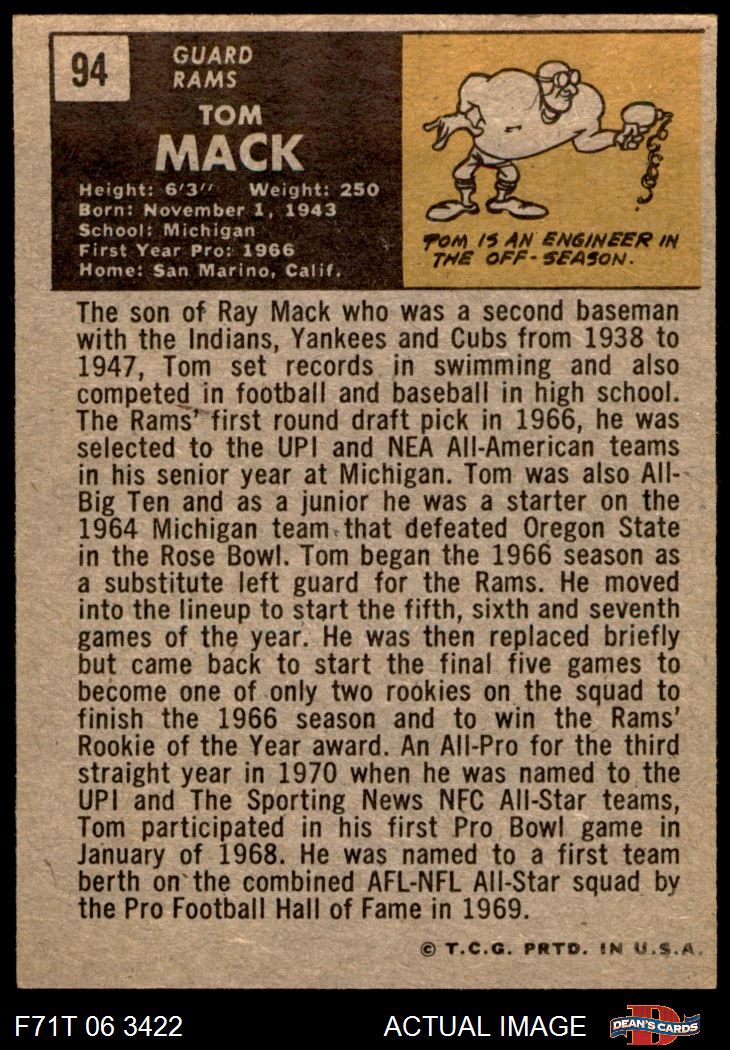 94
GUARD
RAMS
TOM
MACK
Height: 6'3" Weight: 250
Born: November 1, 1943
School: Michigan
First Year Pro: 1966
Home: San Marino, Calif.
TOM IS AN ENGINEER IN
THE OFF-SEASON.
The son of Ray Mack who was a second baseman
with the Indians, Yankees and Cubs from 1938 to
1947, Tom set records in swimming and also
competed in football and baseball in high school.
The Rams' first round draft pick in 1966, he was
selected to the UPI and NEA All-American teams
in his senior year at Michigan. Tom was also All-
Big Ten and as a junior he was a starter on the
1964 Michigan team that defeated Oregon State
in the Rose Bowl. Tom began the 1966 season as
a substitute left guard for the Rams. He moved
into the lineup to start the fifth, sixth and seventh
games of the year. He was then replaced briefly
but came back to start the final five games to
become one of only two rookies on the squad to
finish the 1966 season and to win the Rams'
Rookie of the Year award. An All-Pro for the third
straight year in 1970 when he was named to the
UPI and The Sporting News NFC All-Star teams,
Tom participated in his first Pro Bowl game in
January of 1968. He was named to a first team
berth on the combined AFL-NFL All-Star squad by
the Pro Football Hall of Fame in 1969.
© T.C.G. PRTD. IN U.S.A.
F71T 06 3422 ACTUAL IMAGE
D
DEAN'S CARDS